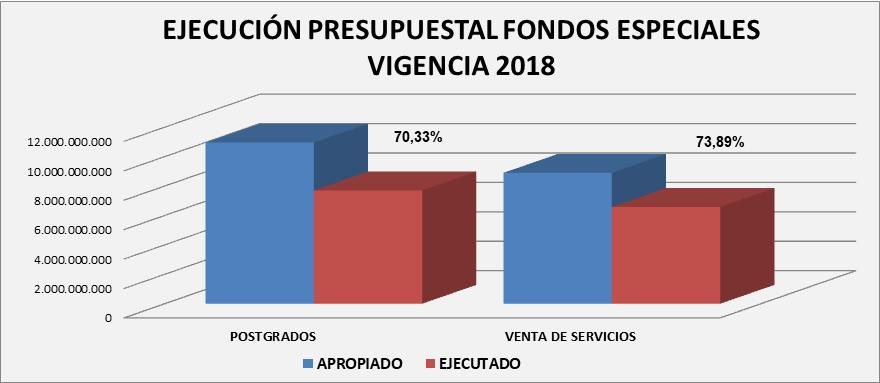 EJECUCIÓN PRESUPUESTAL FONDOS ESPECIALES
VIGENCIA 2018
70,33%
73,89%
12.000.000.000
10.000.000.000
8.000.000.000
6.000.000.000
4.000.000.000
2.000.000.000
0
POSTGRADOS
VENTA DE SERVICIOS
APROPIADO
EJECUTADO